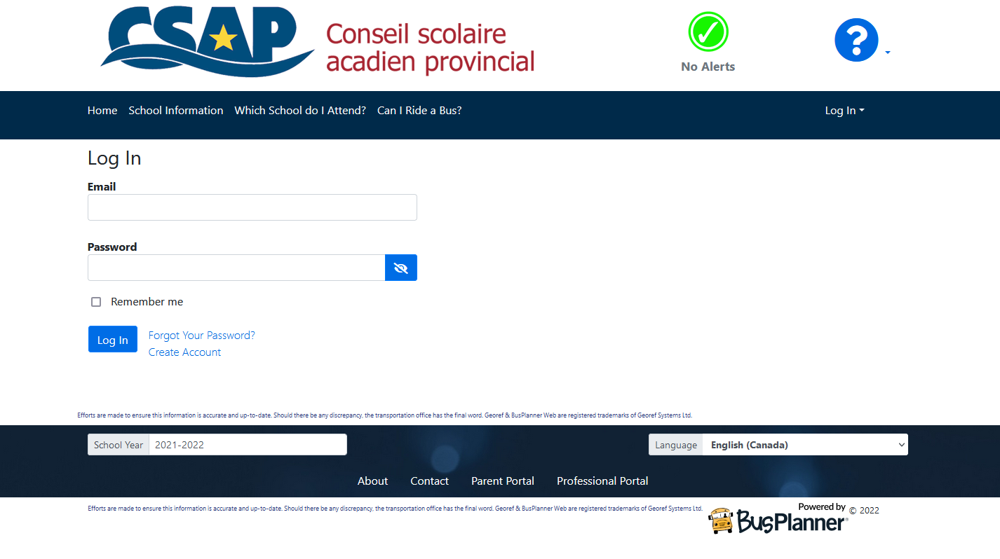 CSAP
Conseil scolaire
acadien provincial
No Alerts
Home School Information Which School do I Attend? Can I Ride a Bus? Log In
Log In
Email
Password
Remember me
Log In
Forgot Your Password?
Create Account
Efforts are made to ensure this information is accurate and up-to-date. Should there be any discrepancy, the transportation office has the final word. Georef & BusPlanner Web are registered trademarks of Georef Systems Ltd.
School Year 2021-2022 Language English (Canada)
About Contact Parent Portal Professional Portal
Efforts are made to ensure this information is accurate and up-to-date. Should there be any discrepancy, the transportation office has the final word. Georef & BusPlanner Web are registered trademarks of Georef Systems Ltd.
Powered by
BusPlanner® © 2022